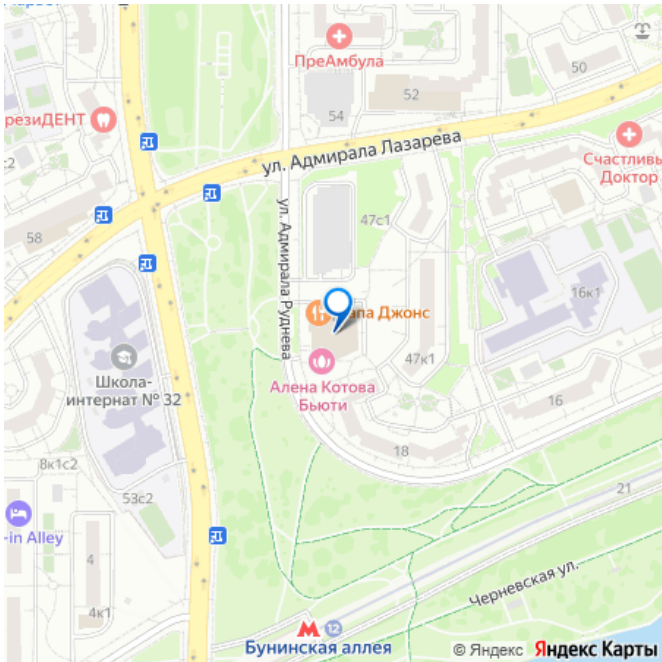 ПреАмбула
50
52
54
резиДЕНТ
с2
ул. Адмирала Лазарева
Счастливы
Доктор
58
47с1
ул. Адмирала Руднева
16к1
апа Джонс
47к1
Школа-
интернат № 32
Алена Котова
Бьюти
16
18
8к1с2
53с2
21
-in Alley
4
4к1
Черневская ул.
12
Бунинская аллея
© Яндекс Яндекс Карты